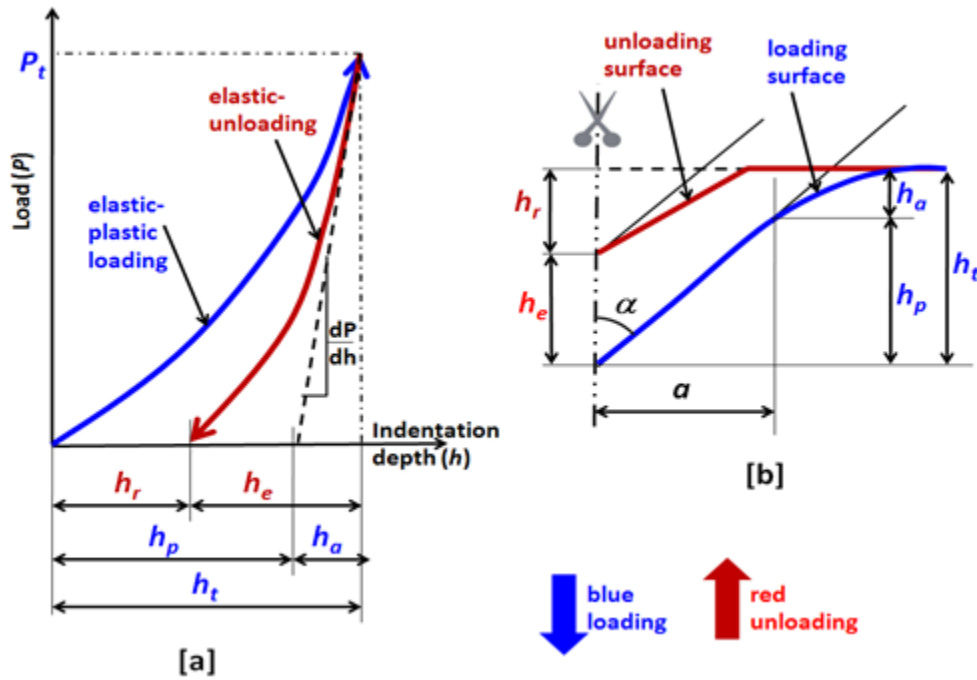 P_t
Load (P)
elastic-
unloading
elastic-
plastic
loading
dP
dh
Indentation
depth (h)
h_r
h_e
h_p
h_a
h_t
[a]
unloading
surface
loading
surface
h_r
h_e
α
a
h_a
h_p
h_t
[b]
blue
loading
red
unloading